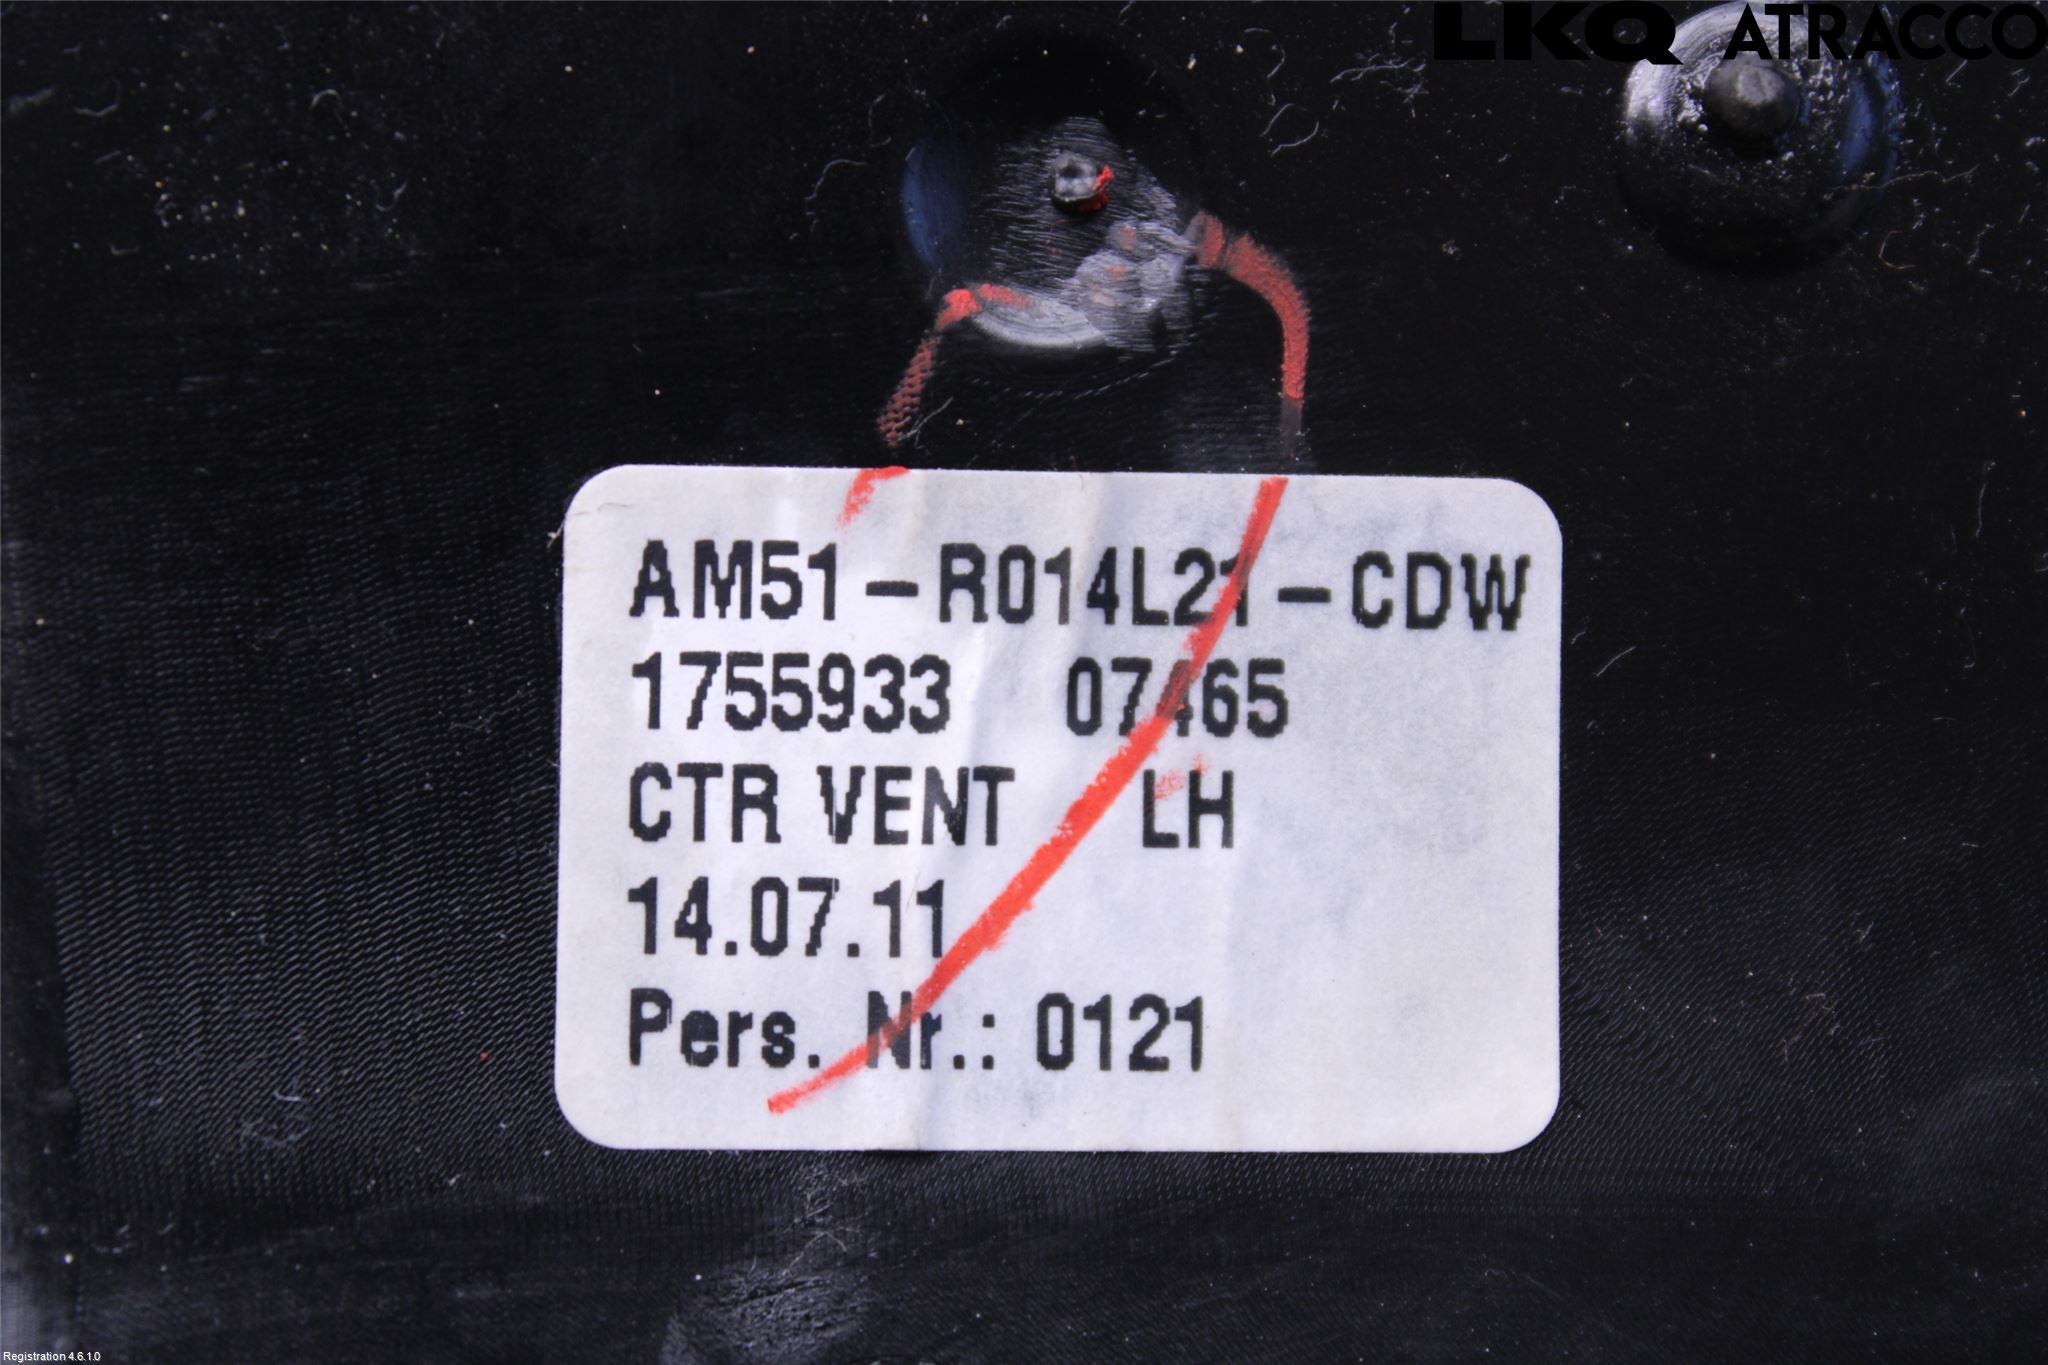 LKQ ATRACCO
AM51-R014L21-CDW
1755933 07465
CTR VENT LH
14.07.11
Pers. Nr.: 0121
Registration 4.6.1.0